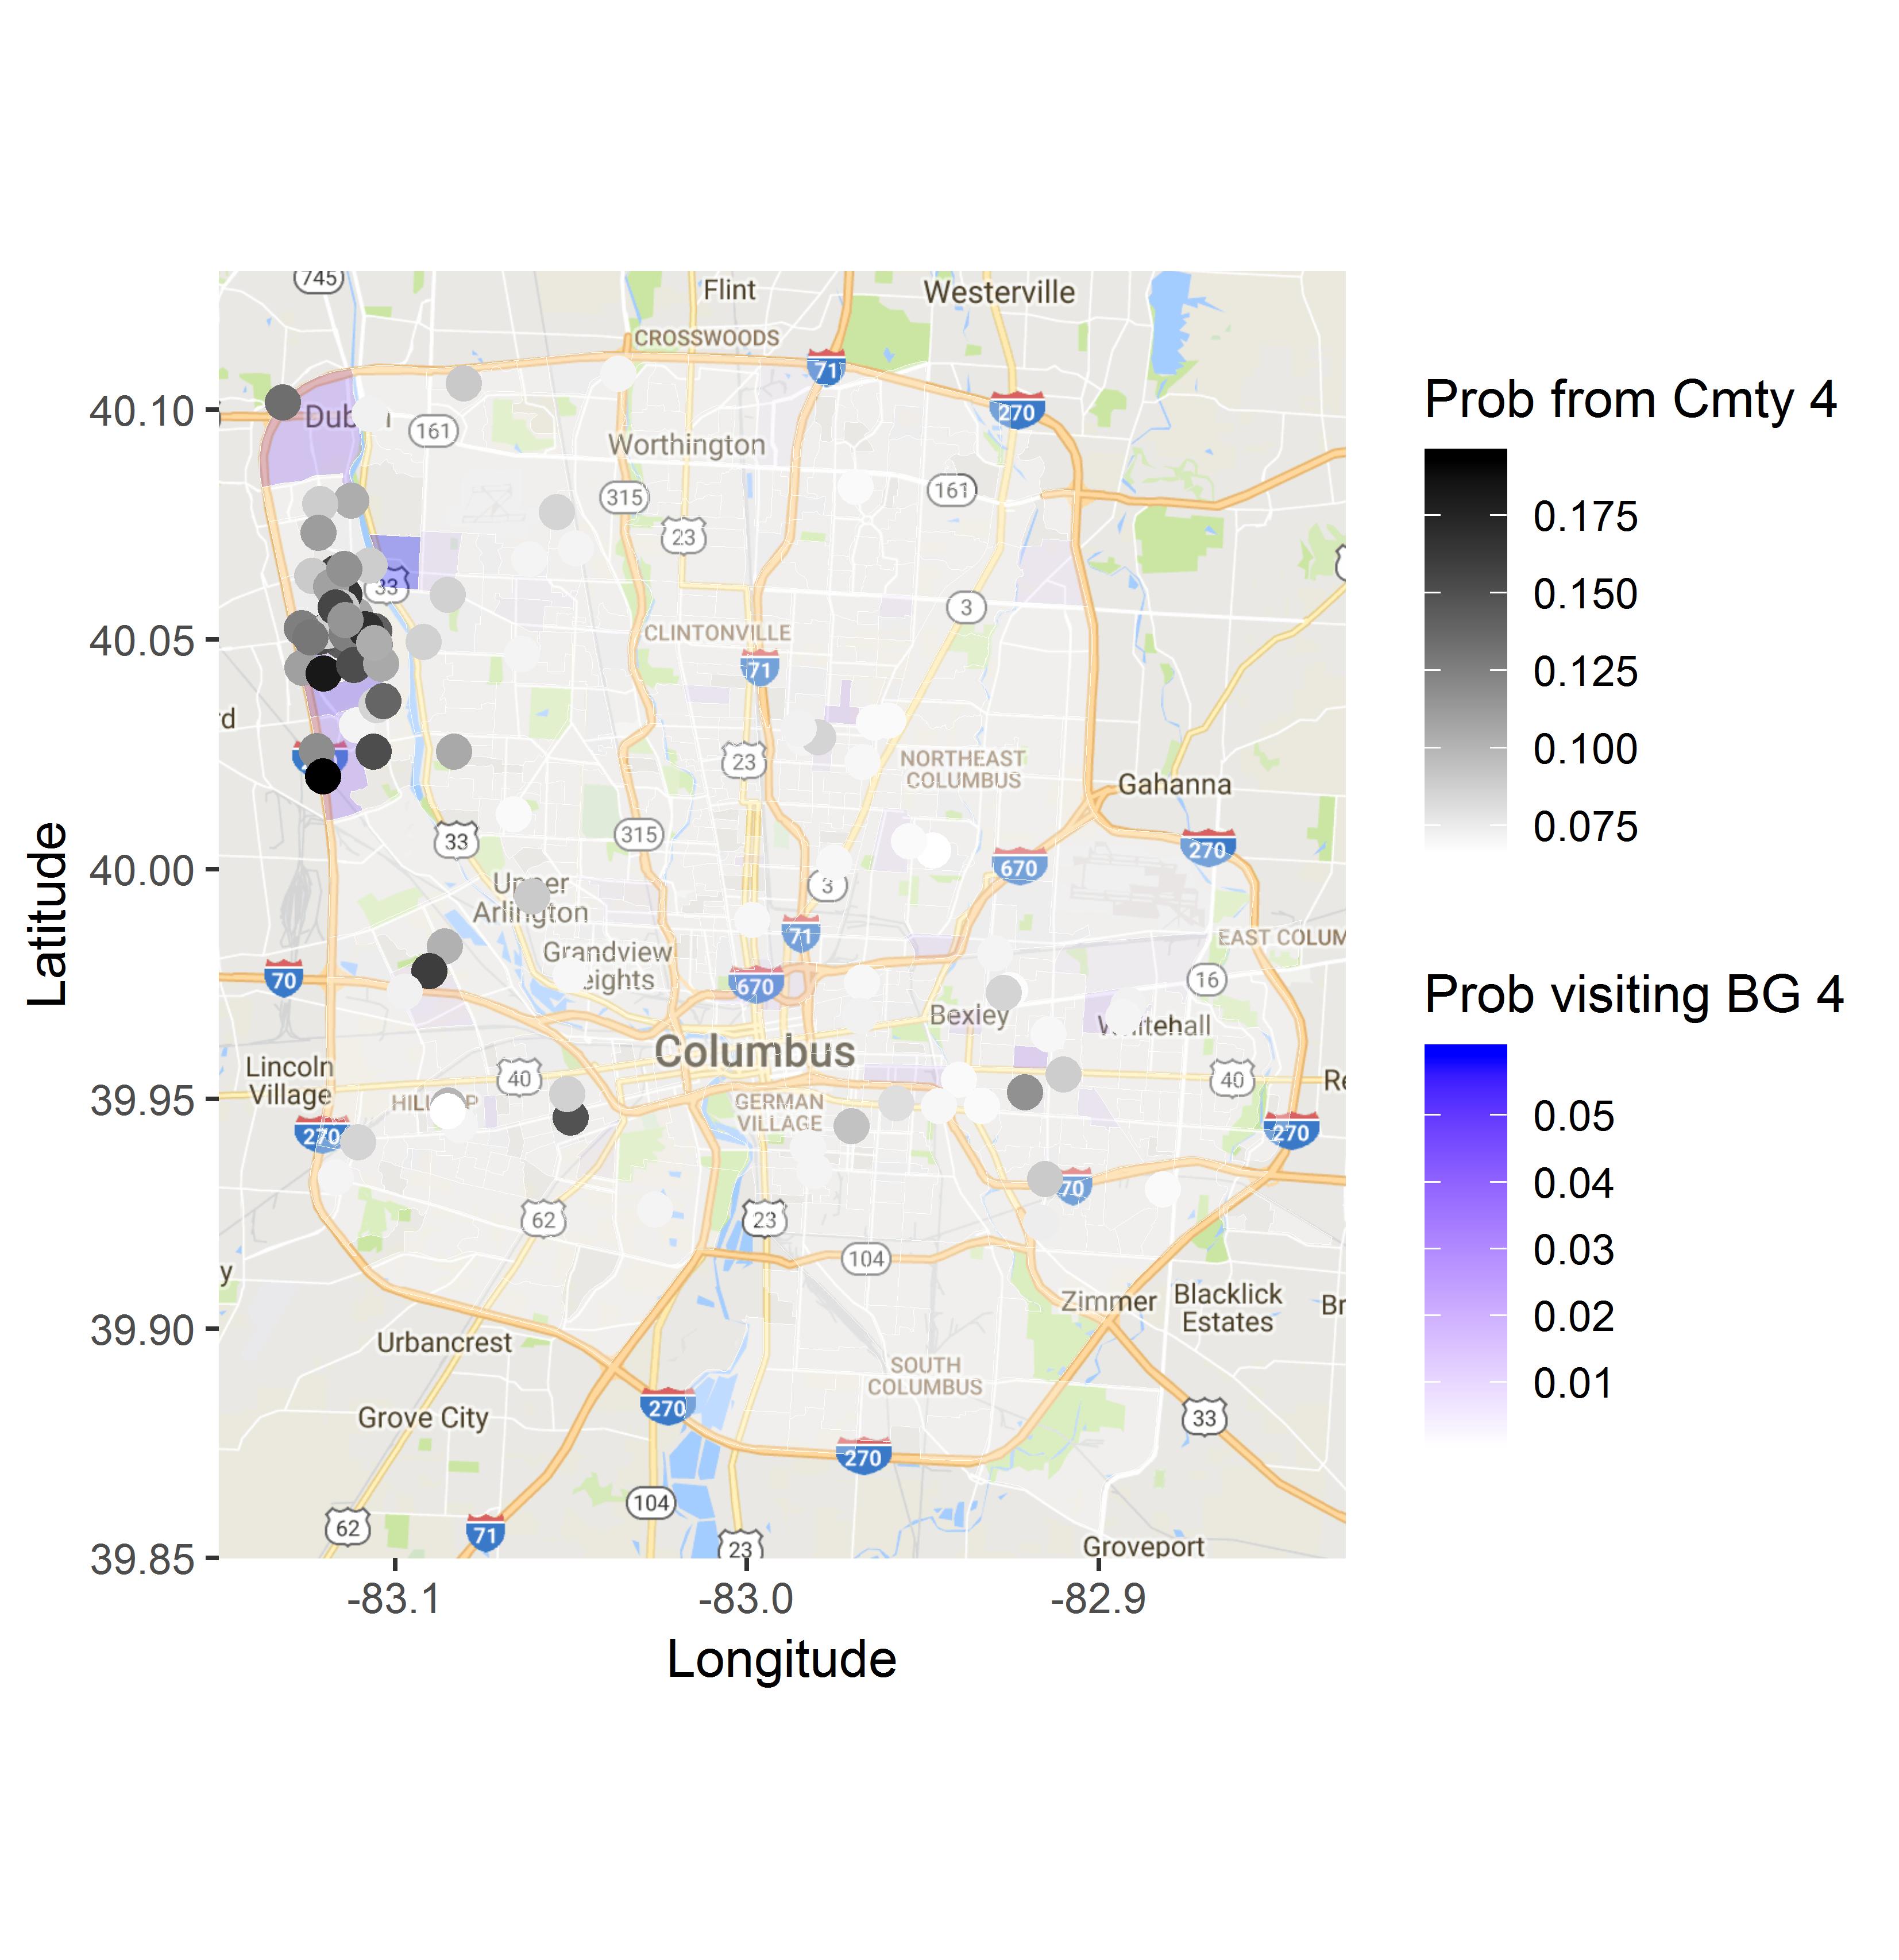 745
Flint
Westerville
CROSSWOODS
71
270
40.10
161
Worthington
315
161
23
33
3
40.05
CLINTONVILLE
71
rd
23
NORTHEAST
COLUMBUS
Gahanna
33
315
270
670
40.00
3
Arlington
71
EAST COLUM
Grandview
eights
70
670
16
Bexley
Columbus
Lincoln
Village
40
40
Re
39.95
GERMAN
VILLAGE
270
270
70
62
23
104
y
Zimmer
Blacklick
Estates
Br
39.90
Urbancrest
SOUTH
COLUMBUS
Grove City
270
33
270
104
62
71
23
Groveport
39.85
-83.1
-83.0
-82.9
Longitude
Latitude
Prob from Cmty 4
0.175
0.150
0.125
0.100
0.075
Prob visiting BG 4
0.05
0.04
0.03
0.02
0.01